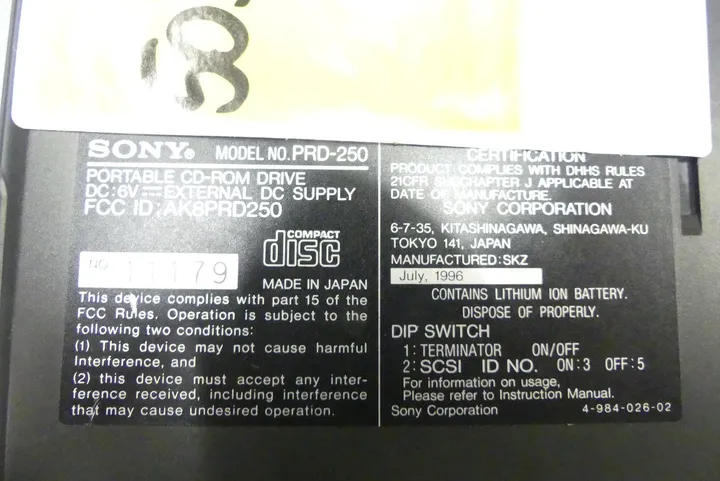 SONY® MODEL NO. PRD-250
PORTABLE CD-ROM DRIVE
DC:6V ⎓ EXTERNAL DC SUPPLY
FCC ID:AK8PRD250
COMPACT
disc
NO. 11179
MADE IN JAPAN
This device complies with part 15 of the
FCC Rules. Operation is subject to the
following two conditions:
(1) This device may not cause harmful
Interference, and
(2) this device must accept any inter-
ference received, including interference
that may cause undesired operation.
CERTIFICATION
PRODUCT COMPLIES WITH DHHS RULES
21CFR SUBCHAPTER J APPLICABLE AT
DATE OF MANUFACTURE.
SONY CORPORATION
6-7-35, KITASHINAGAWA, SHINAGAWA-KU
TOKYO 141, JAPAN
MANUFACTURED:SKZ
July, 1996
CONTAINS LITHIUM ION BATTERY.
DISPOSE OF PROPERLY.
DIP SWITCH
1:TERMINATOR ON/OFF
2:SCSI ID NO. ON:3 OFF:5
For information on usage,
Please refer to Instruction Manual.
Sony Corporation 4-984-026-02